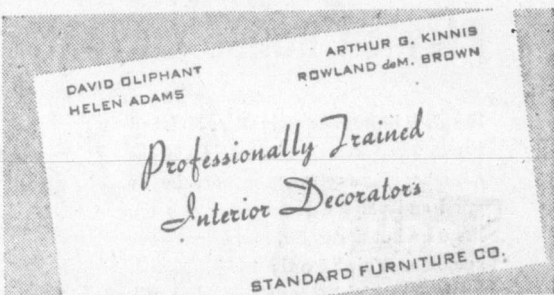 DAVID OLIPHANT
HELEN ADAMS
ARTHUR G. KINNIS
ROWLAND deM. BROWN
Professionally Trained
Interior Decorators
STANDARD FURNITURE CO.